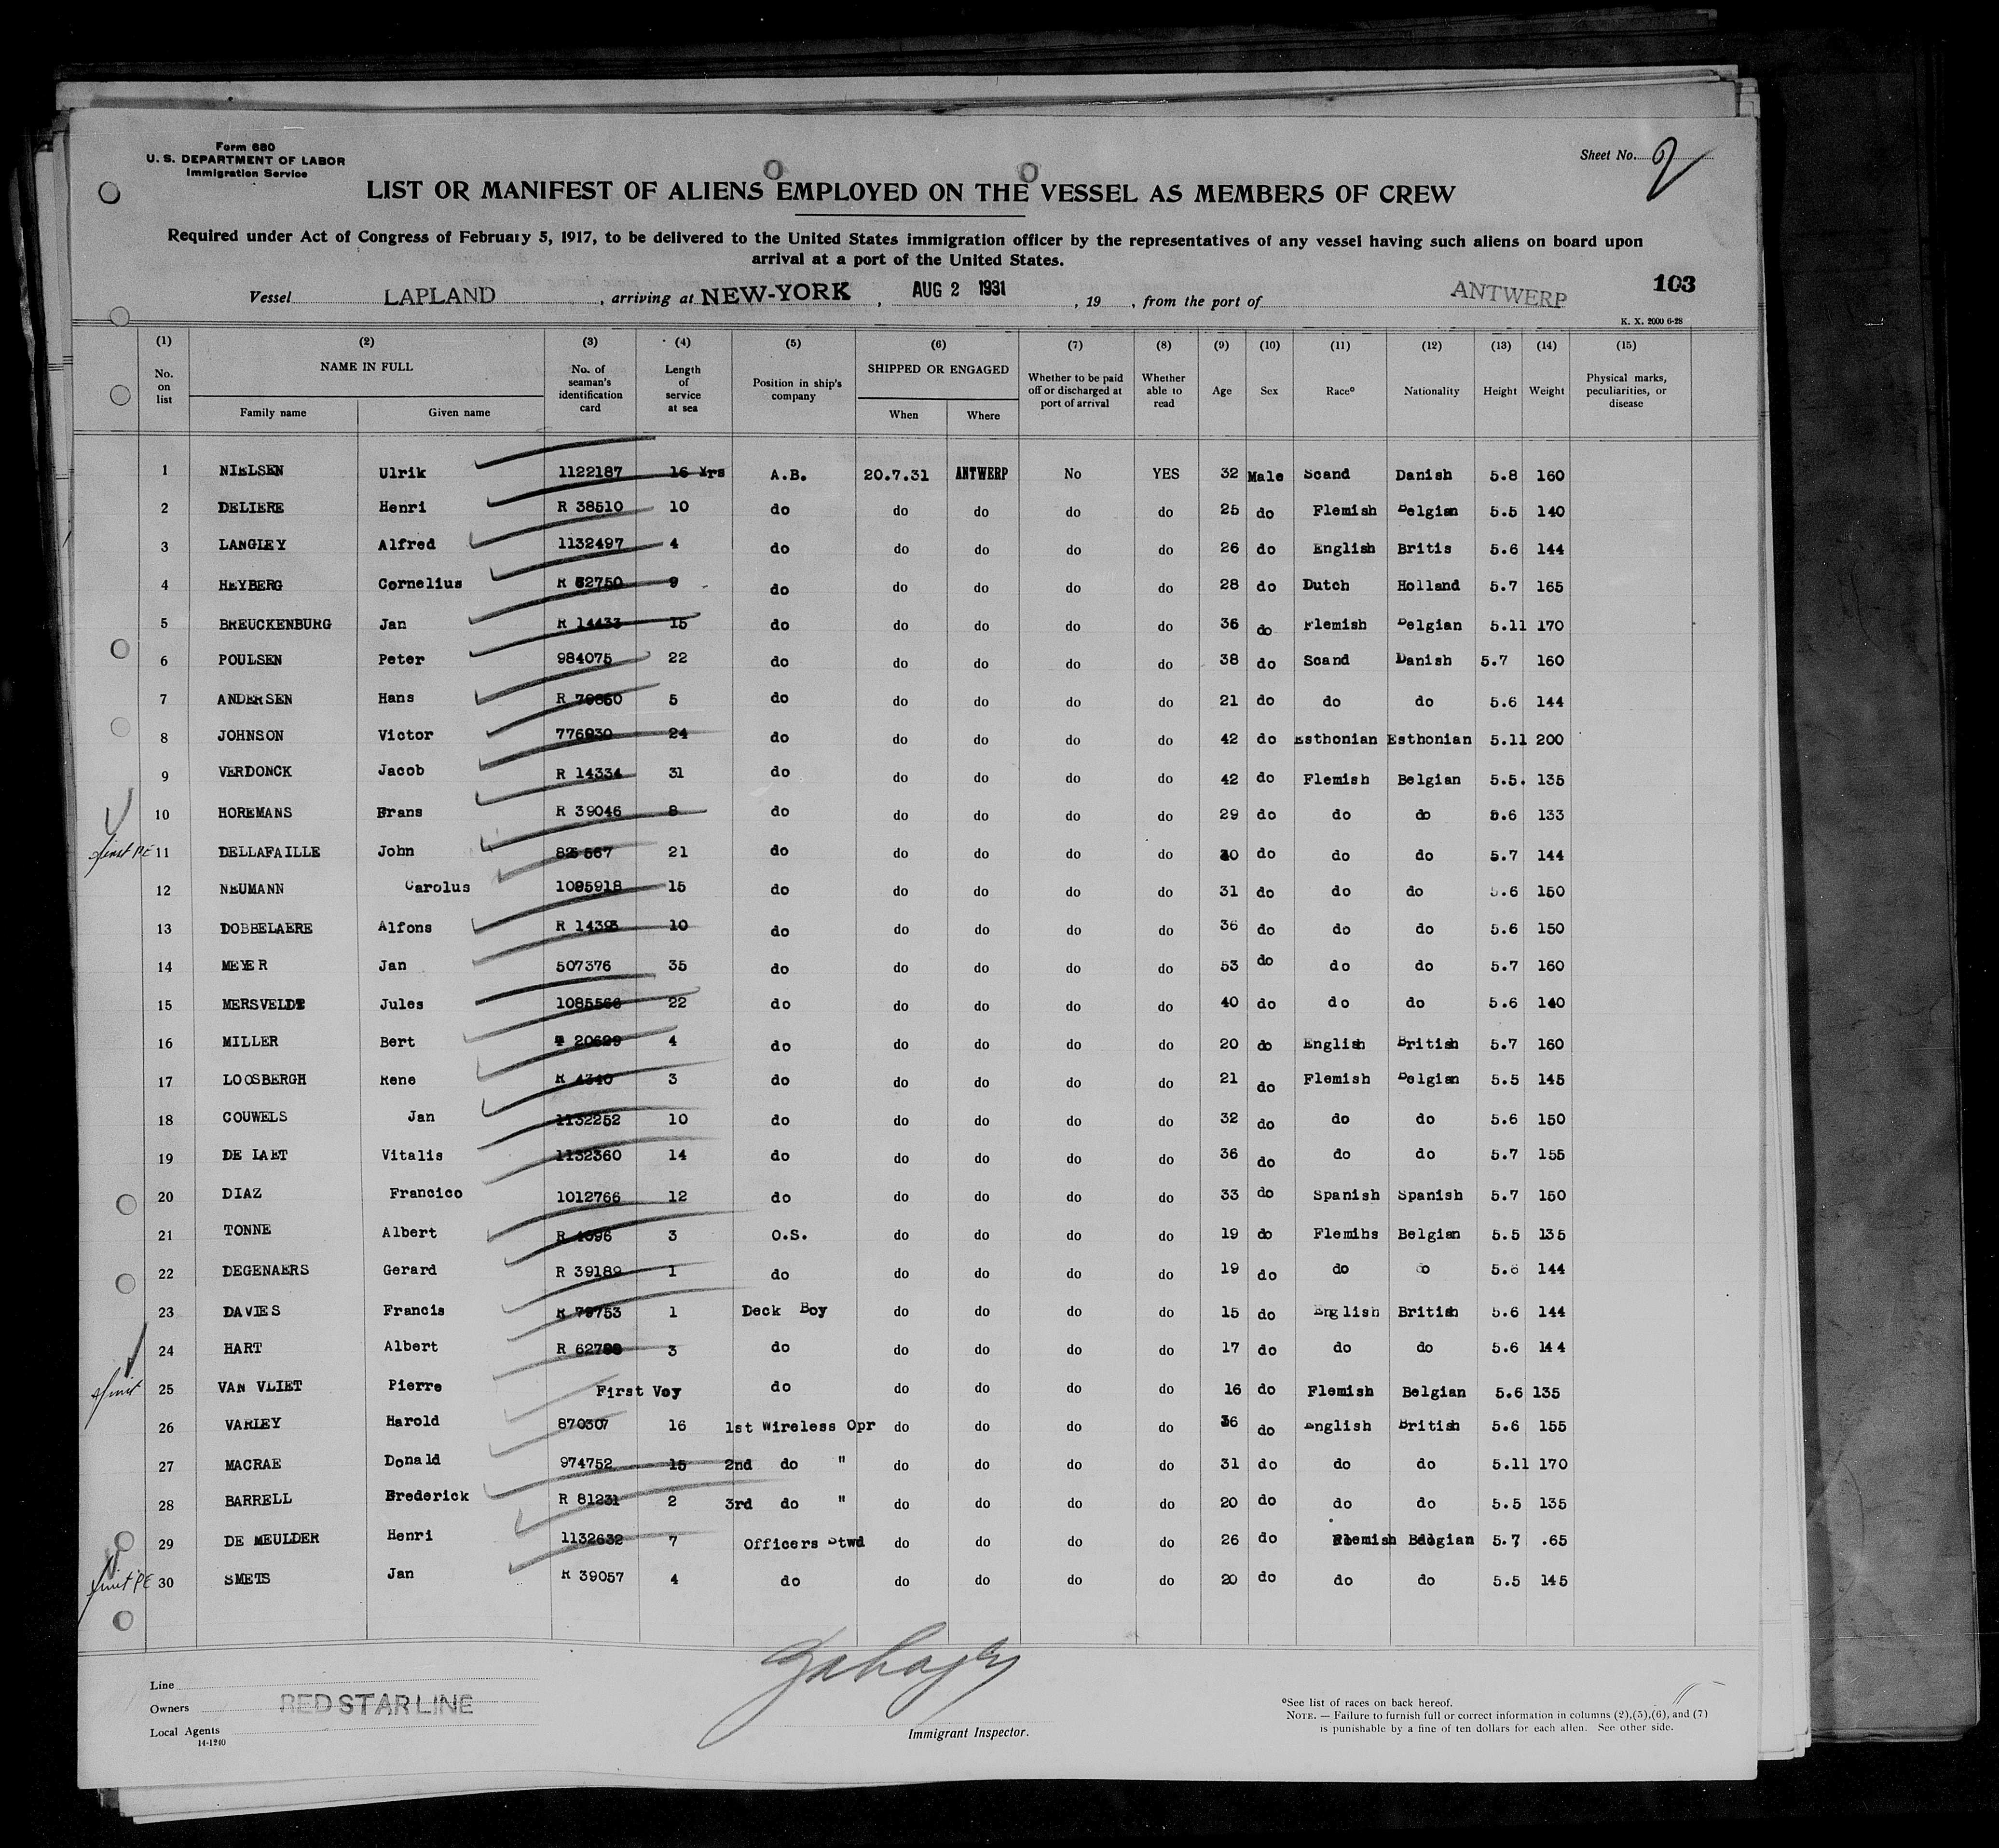 Form 680
U. S. DEPARTMENT OF LABOR
Immigration Service
Sheet No. 2
LIST OR MANIFEST OF ALIENS EMPLOYED ON THE VESSEL AS MEMBERS OF CREW
Required under Act of Congress of February 5, 1917, to be delivered to the United States immigration officer by the representatives of any vessel having such aliens on board upon
arrival at a port of the United States.
Vessel LAPLAND, arriving at NEW-YORK, AUG 2 1931, 19 , from the port of ANTWERP 103
K. X. 2000 6-28
(1) (2) (3) (4) (5) (6) (7) (8) (9) (10) (11) (12) (13) (14) (15)
No. on list NAME IN FULL Family name Given name No. of seaman's identification card Length of service at sea Position in ship's company SHIPPED OR ENGAGED When Where Whether to be paid off or discharged at port of arrival Whether able to read Age Sex Race° Nationality Height Weight Physical marks, peculiarities, or disease
1 NIELSEN Ulrik 1122187 16 Yrs A.B. 20.7.31 ANTWERP No YES 32 Male Scand Danish 5.8 160
2 DELIERE Henri R 38510 10 do do do do do 25 do Flemish Belgian 5.5 140
3 LANGLEY Alfred 1132497 4 do do do do do 26 do English Britis 5.6 144
4 HEYBERG Cornelius R 52750 9 do do do do do 28 do Dutch Holland 5.7 165
5 BREUCKENBURG Jan R 14433 15 do do do do do 36 do Flemish Belgian 5.11 170
6 POULSEN Peter 984075 22 do do do do do 38 do Scand Danish 5.7 160
7 ANDERSEN Hans R 79850 5 do do do do do 21 do do do 5.6 144
8 JOHNSON Victor 776930 24 do do do do do 42 do Esthonian Esthonian 5.11 200
9 VERDONCK Jacob R 14334 31 do do do do do 42 do Flemish Belgian 5.5. 135
10 HOREMANS Frans R 39046 8 do do do do do 29 do do do 5.6 133
11 DELLAFAILLE John 825567 21 do do do do do 30 do do do 5.7 144
12 NEUMANN Carolus 1095918 15 do do do do do 31 do do do 5.6 150
13 DOBBELAERE Alfons R 14393 10 do do do do do 36 do do do 5.6 150
14 MEYER Jan 507376 35 do do do do do 53 do do do 5.7 160
15 MERSVELDT Jules 1085566 22 do do do do do 40 do do do 5.6 140
16 MILLER Bert 20629 4 do do do do do 20 do English British 5.7 160
17 LOOSBERGH Rene R 4340 3 do do do do do 21 do Flemish Belgian 5.5 145
18 COUWELS Jan 1132252 10 do do do do do 32 do do do 5.6 150
19 DE LAET Vitalis 1132360 14 do do do do do 36 do do do 5.7 155
20 DIAZ Francico 1012766 12 do do do do do 33 do Spanish Spanish 5.7 150
21 TONNE Albert R 4096 3 O.S. do do do do 19 do Flemihs Belgian 5.5 135
22 DEGENAERS Gerard R 39189 1 do do do do do 19 do do do 5.6 144
23 DAVIES Francis R 79753 1 Deck Boy do do do do 15 do English British 5.6 144
24 HART Albert 3 do do do do do 17 do do do 5.6 144
25 VAN VLIET Pierre First Voy do do do do do 16 do Flemish Belgian 5.6 135
26 VARLEY Harold 870307 16 1st Wireless Opr do do do do 36 do English British 5.6 155
27 MACRAE Donald 974752 15 2nd do " do do do do 31 do do do 5.11 170
28 BARRELL Frederick R 81231 2 3rd do " do do do do 20 do do do 5.5 135
29 DE MEULDER Henri 1132632 7 Officers Stwd do do do do 26 do Flemish Belgian 5.7 .65
30 SMETS Jan R 39057 4 do do do do do 20 do do do 5.5 145
Line
Owners RED STAR LINE
Local Agents
14-1240
Immigrant Inspector.
°See list of races on back hereof.
NOTE. — Failure to furnish full or correct information in columns (2),(5),(6), and (7)
is punishable by a fine of ten dollars for each alien. See other side.